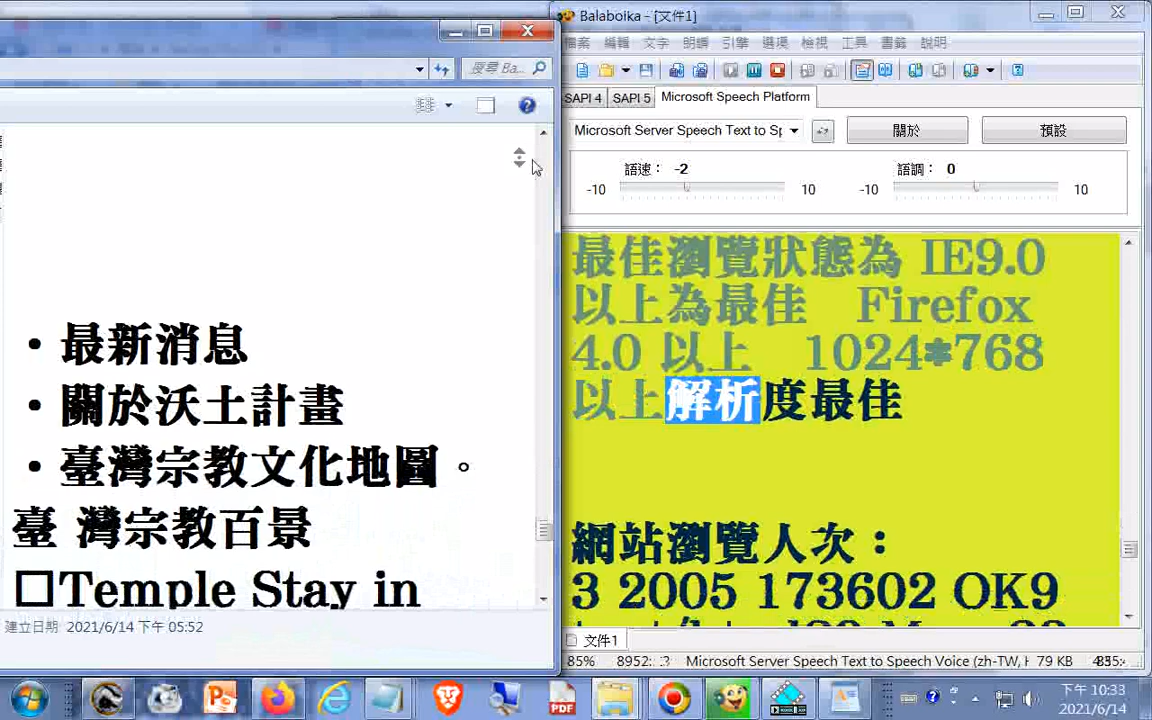 搜尋 Ba...
・最新消息
・關於沃土計畫
・臺灣宗教文化地圖。
臺 灣宗教百景
□Temple Stay in
建立日期: 2021/6/14 下午 05:52
Balaboika - [文件1]
檔案 編輯 文字 朗讀 引擎 選項 檢視 工具 書籤 說明
SAPI 4 SAPI 5 Microsoft Speech Platform
Microsoft Server Speech Text to Sp 關於 預設
語速： -2 語調： 0
-10 10 -10 10
最佳瀏覽狀態為 IE9.0
以上為最佳 Firefox
4.0 以上 1024*768
以上解析度最佳
網站瀏覽人次：
3 2005 173602 OK9
文件1
85% Microsoft Server Speech Text to Speech Voice (zh-TW, 79 KB
下午 10:33
2021/6/14